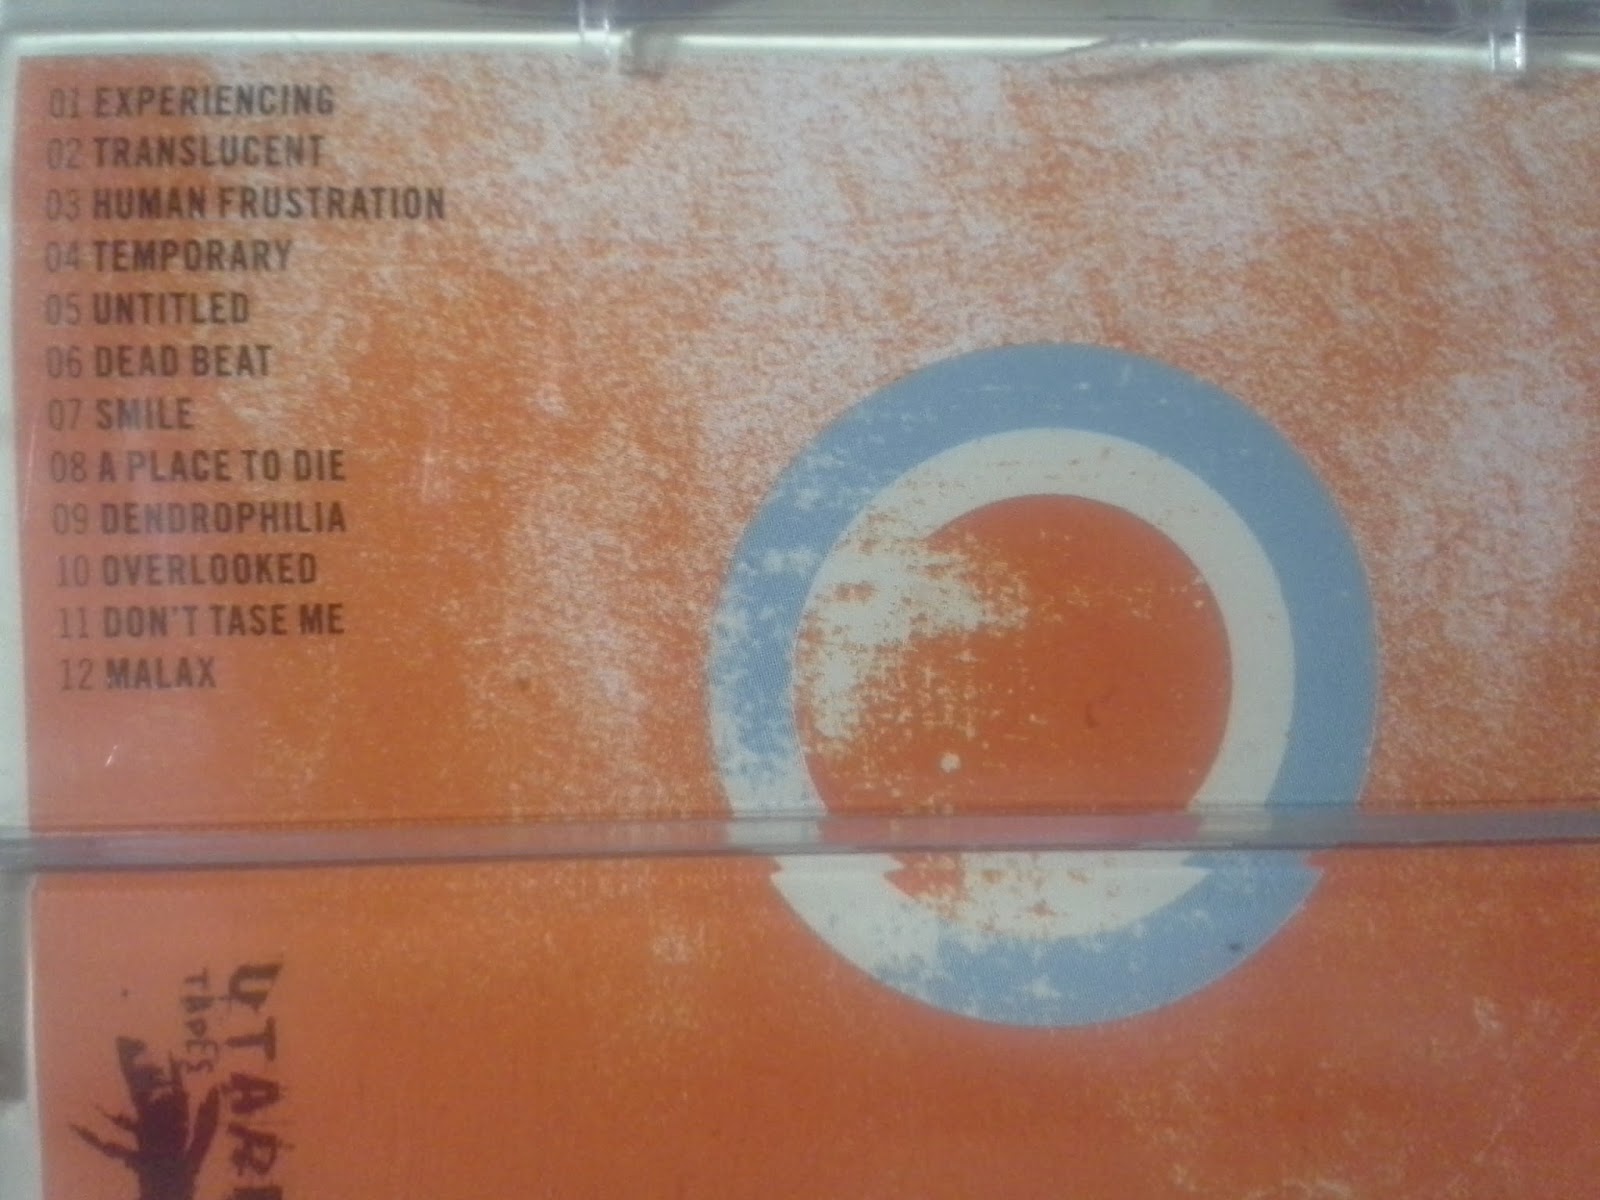 01 EXPERIENCING
02 TRANSLUCENT
03 HUMAN FRUSTRATION
04 TEMPORARY
05 UNTITLED
06 DEAD BEAT
07 SMILE
08 A PLACE TO DIE
09 DENDROPHILIA
10 OVERLOOKED
11 DON'T TASE ME
12 MALAX
TAPES